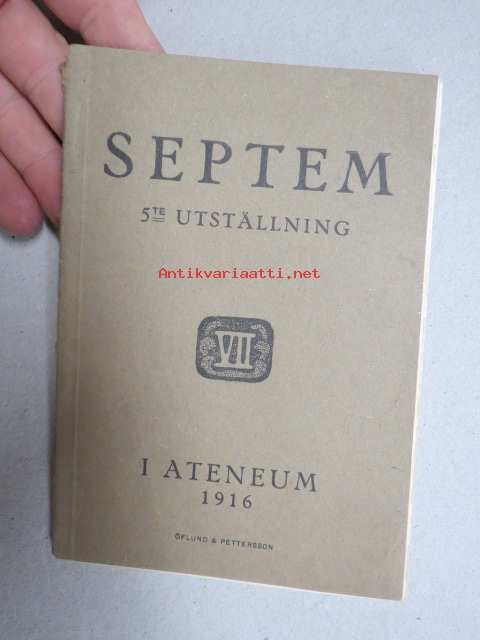 SEPTEM
5TE UTSTÄLLNING
Antikvariaatti.net
VII
I ATENEUM
1916
ÖFLUND & PETTERSSON